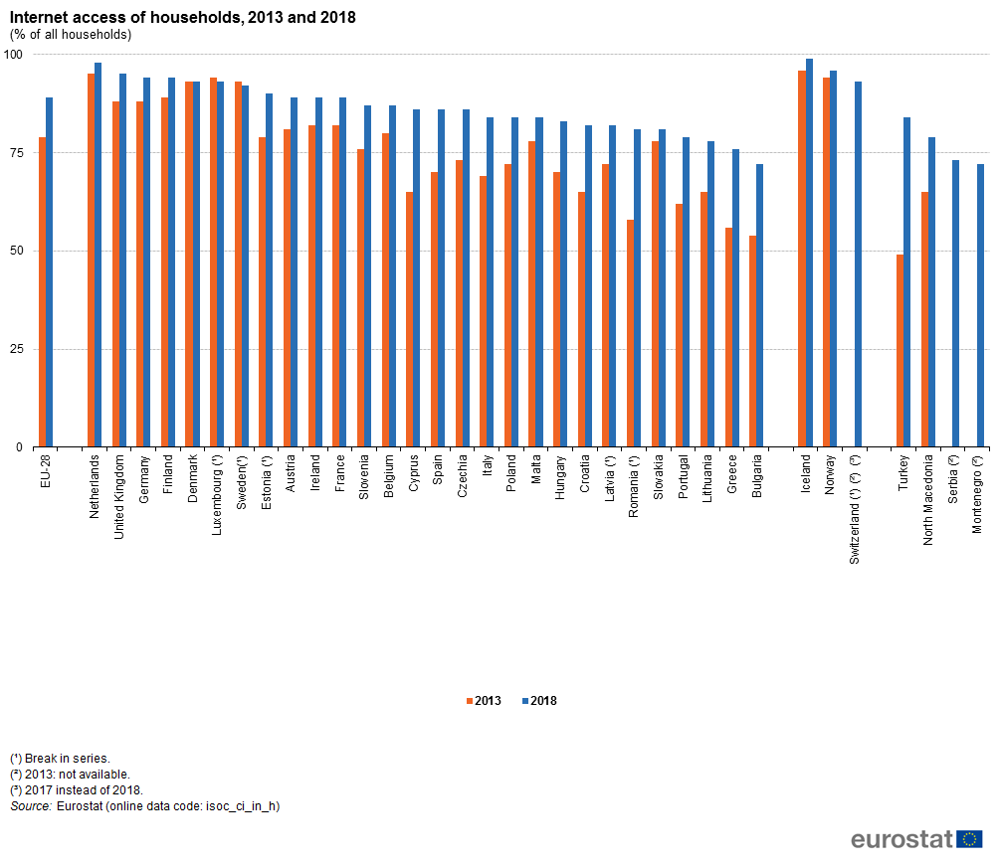 Internet access of households, 2013 and 2018
(% of all households)
100
75
50
25
0
EU-28
Netherlands
United Kingdom
Germany
Finland
Denmark
Luxembourg (¹)
Sweden(¹)
Estonia (¹)
Austria
Ireland
France
Slovenia
Belgium
Cyprus
Spain
Czechia
Italy
Poland
Malta
Hungary
Croatia
Latvia (¹)
Romania (¹)
Slovakia
Portugal
Lithuania
Greece
Bulgaria
Iceland
Norway
Switzerland (¹) (²) (³)
Turkey
North Macedonia
Serbia (²)
Montenegro (²)
2013
2018
(¹) Break in series.
(²) 2013: not available.
(³) 2017 instead of 2018.
Source: Eurostat (online data code: isoc_ci_in_h)
eurostat